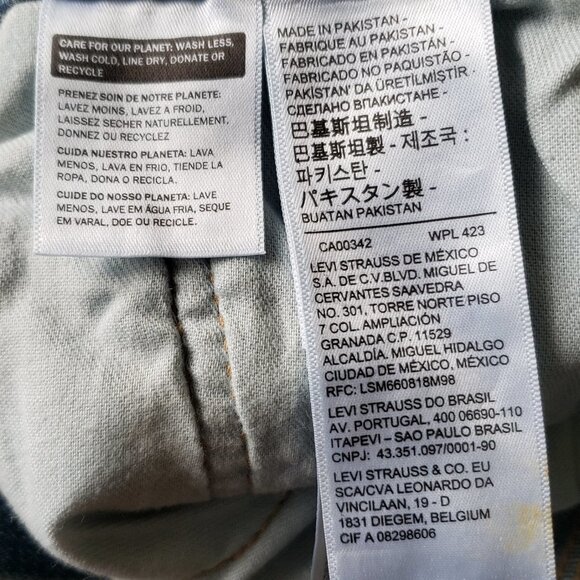 CARE FOR OUR PLANET: WASH LESS,
WASH COLD, LINE DRY, DONATE OR
RECYCLE
PRENEZ SOIN DE NOTRE PLANETE:
LAVEZ MOINS, LAVEZ A FROID,
LAISSEZ SECHER NATURELLEMENT,
DONNEZ OU RECYCLEZ
CUIDA NUESTRO PLANETA: LAVA
MENOS, LAVA EN FRIO, TIENDE LA
ROPA, DONA O RECICLA.
CUIDE DO NOSSO PLANETA: LAVE
MENOS, LAVE EM ÁGUA FRIA, SEQUE
EM VARAL, DOE OU RECICLE.
MADE IN PAKISTAN -
FABRIQUE AU PAKISTAN -
FABRICADO EN PAKISTÁN -
FABRICADO NO PAQUISTÃO -
PAKİSTAN' DA ÜRETİLMİŞTİR -
СДЕЛАНО ВПАКИСТАНЕ -
巴基斯坦制造 -
巴基斯坦製 - 제조국 :
파키스탄 -
パキスタン製 -
BUATAN PAKISTAN
CA00342 WPL 423
LEVI STRAUSS DE MÉXICO
S.A. DE C.V.BLVD. MIGUEL DE
CERVANTES SAAVEDRA
NO. 301, TORRE NORTE PISO
7 COL. AMPLIACIÓN
GRANADA C.P. 11529
ALCALDÍA. MIGUEL HIDALGO
CIUDAD DE MÉXICO, MÉXICO
RFC: LSM660818M98
LEVI STRAUSS DO BRASIL
AV. PORTUGAL, 400 06690-110
ITAPEVI - SAO PAULO BRASIL
CNPJ: 43.351.097/0001-90
LEVI STRAUSS & CO. EU
SCA/CVA LEONARDO DA
VINCILAAN, 19 - D
1831 DIEGEM, BELGIUM
CIF A 08298606